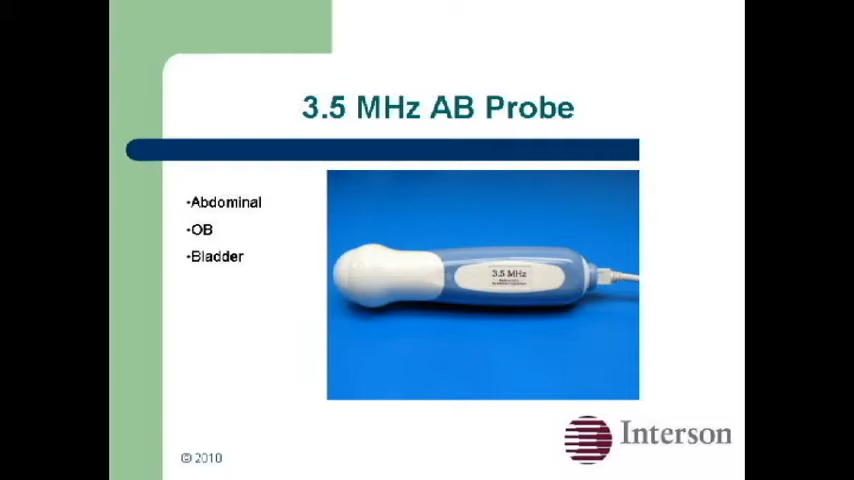 3.5 MHz AB Probe
•Abdominal
•OB
•Bladder
3.5 MHz
Interson
© 2010